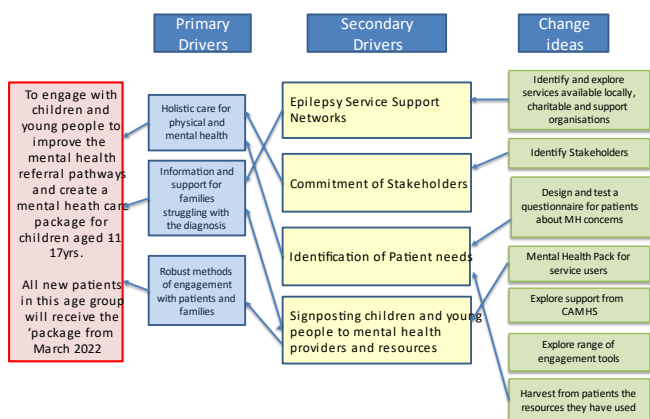 Primary
Drivers
Secondary
Drivers
Change
ideas
To engage with
children and
young people to
improve the
mental health
referral pathways
and create a
mental heath care
package for
children aged 11
17yrs.
All new patients
in this age group
will receive the
‘package from
March 2022
Holistic care for
physical and
mental health
Information and
support for
families
struggling with
the diagnosis
Robust methods
of engagement
with patients and
families
Epilepsy Service Support
Networks
Commitment of Stakeholders
Identification of Patient needs
Signposting children and young
people to mental health
providers and resources
Identify and explore
services available locally,
charitable and support
organisations
Identify Stakeholders
Design and test a
questionnaire for patients
about MH concerns
Mental Health Pack for
service users
Explore support from
CAMHS
Explore range of
engagement tools
Harvest from patients the
resources they have used